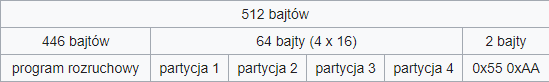 512 bajtów
446 bajtów 64 bajty (4 x 16) 2 bajty
program rozruchowy partycja 1 partycja 2 partycja 3 partycja 4 0x55 0xAA